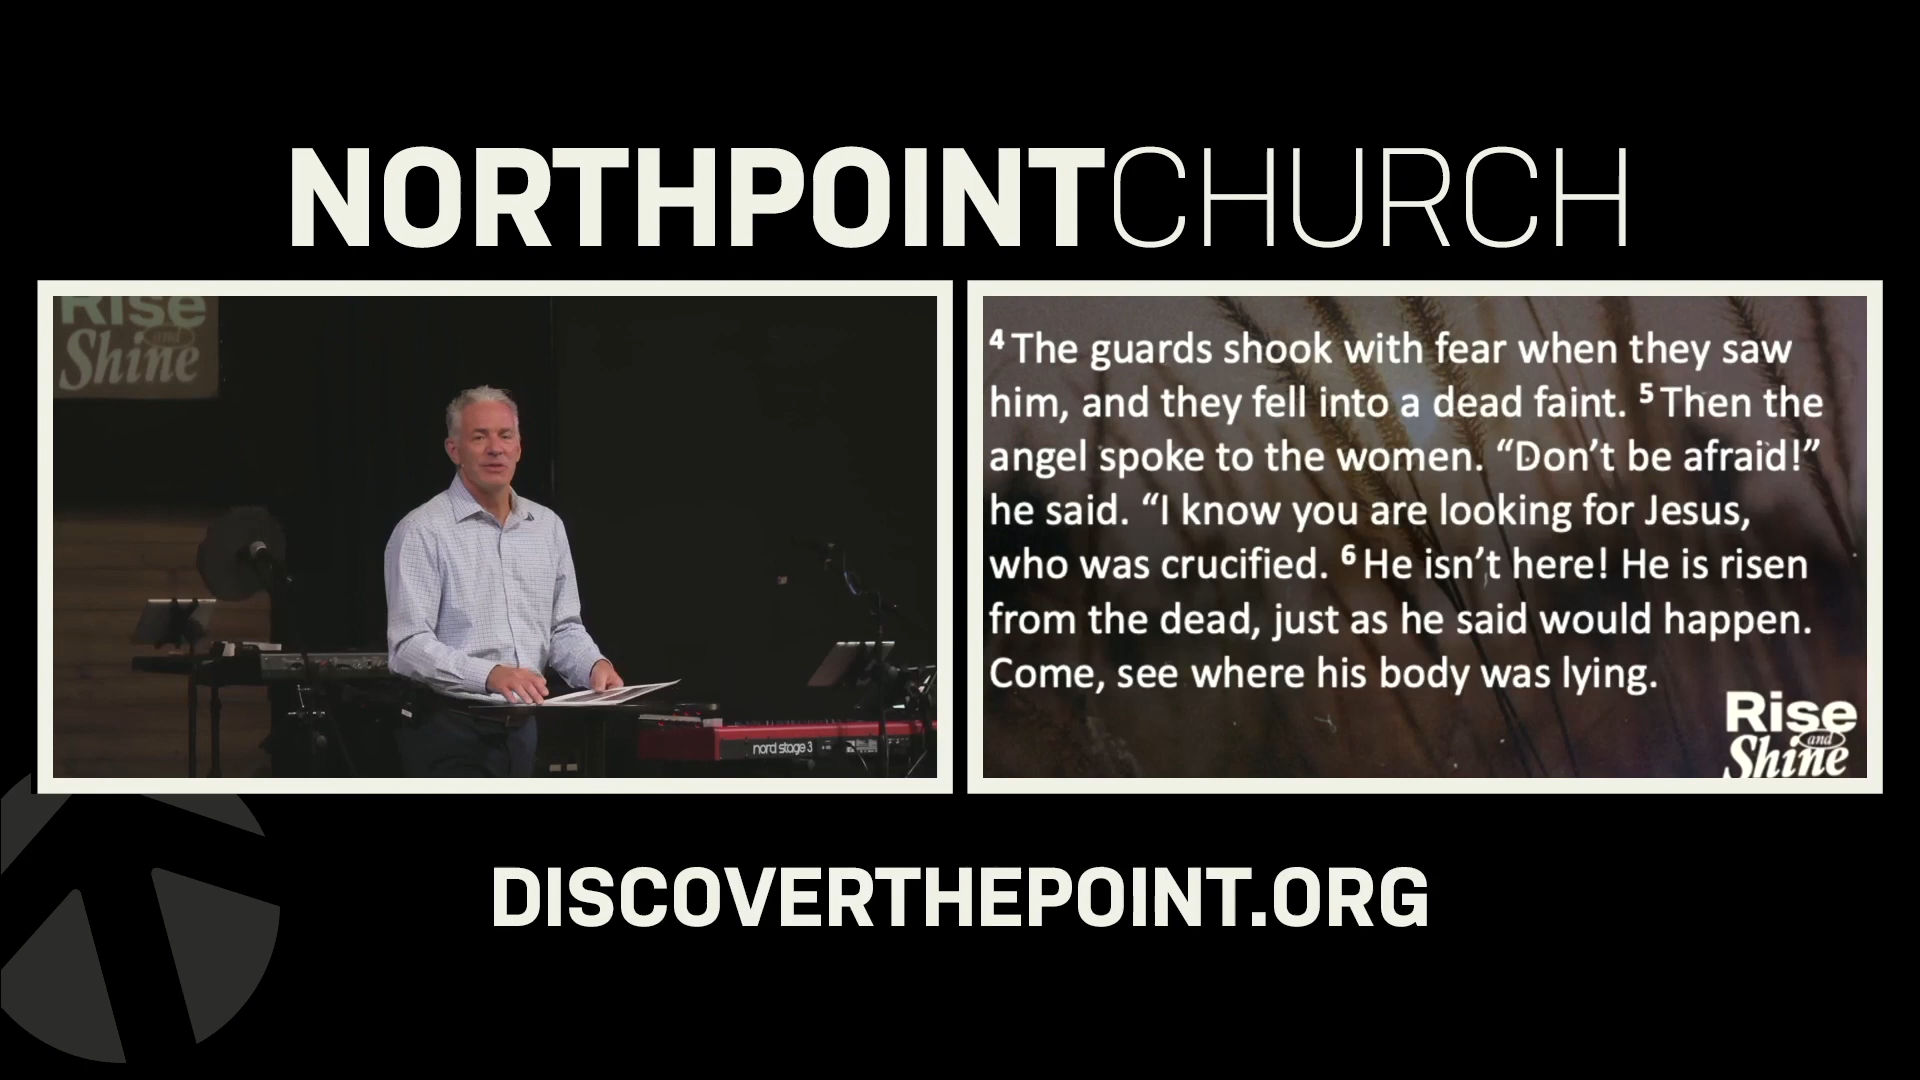 NORTHPOINTCHURCH
Rise
and
Shine
nord stage 3
⁴ The guards shook with fear when they saw
him, and they fell into a dead faint. ⁵ Then the
angel spoke to the women. “Don’t be afraid!”
he said. “I know you are looking for Jesus,
who was crucified. ⁶ He isn’t here! He is risen
from the dead, just as he said would happen.
Come, see where his body was lying.
Rise
and
Shine
DISCOVERTHEPOINT.ORG